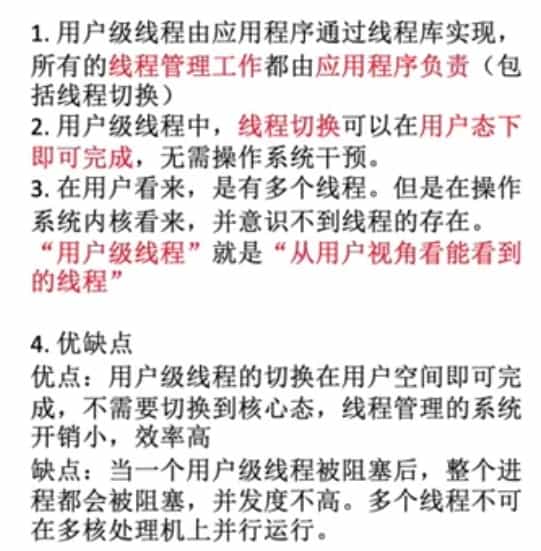 1. 用户级线程由应用程序通过线程库实现，
所有的线程管理工作都由应用程序负责（包
括线程切换）
2. 用户级线程中，线程切换可以在用户态下
即可完成，无需操作系统干预。
3. 在用户看来，是有多个线程。但是在操作
系统内核看来，并意识不到线程的存在。
“用户级线程”就是“从用户视角看能看到
的线程”
4. 优缺点
优点：用户级线程的切换在用户空间即可完
成，不需要切换到核心态，线程管理的系统
开销小，效率高
缺点：当一个用户级线程被阻塞后，整个进
程都会被阻塞，并发度不高。多个线程不可
在多核处理机上并行运行。